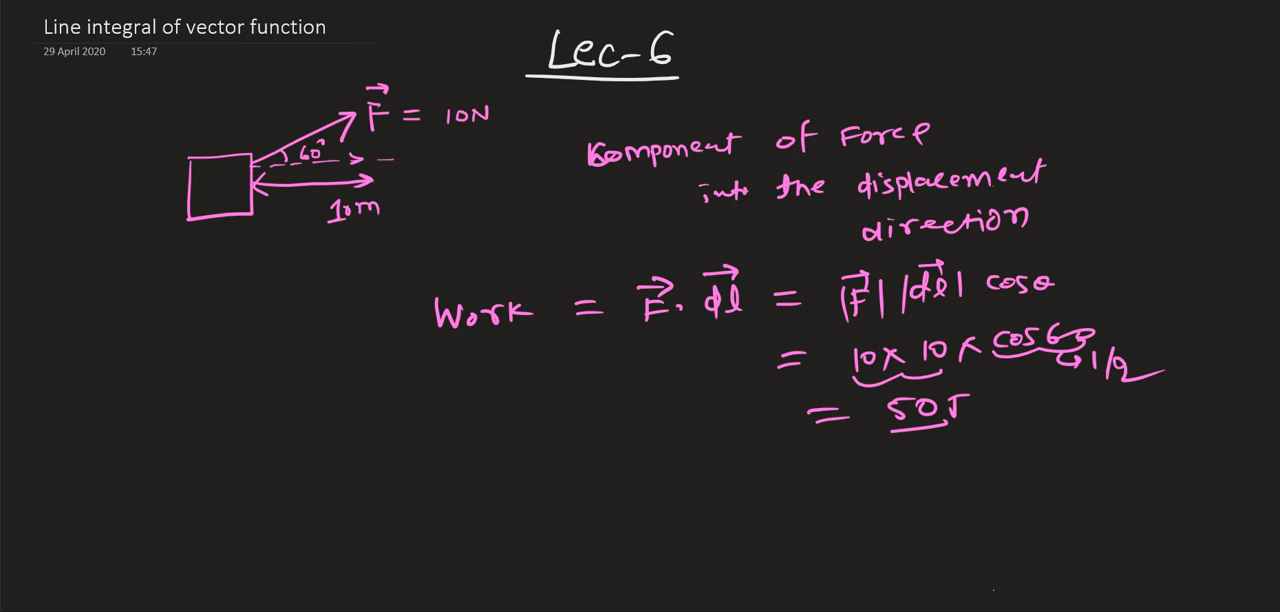 Line integral of vector function
29 April 2020 15:47
Lec-6
F⃗ = 10N
60°
10m
Component of Force
into the displacement
direction
Work = F⃗ . dl⃗ = |F⃗| |dl⃗| cosθ
= 10 × 10 × cos60 → 1/2
= 50J